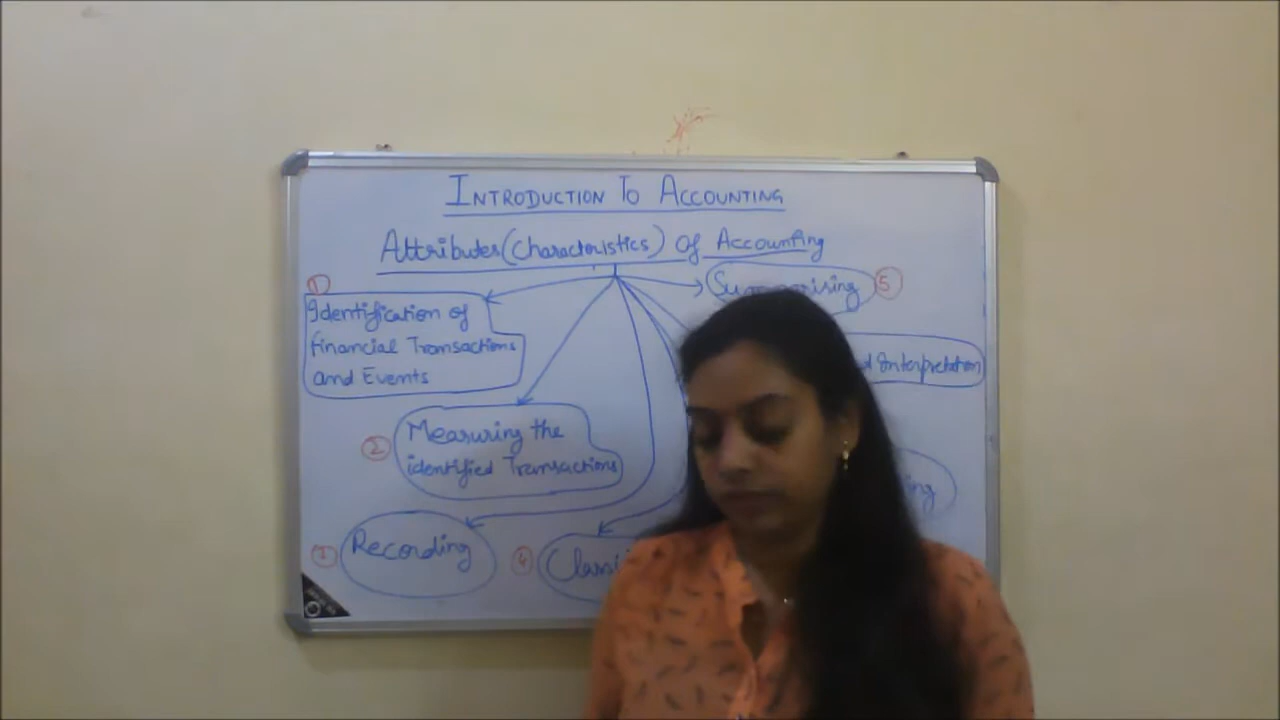 INTRODUCTION TO ACCOUNTING
Attributes (Characteristics) Of Accounting
1
Identification of
financial Transactions
and Events
2
Measuring the
identified Transactions
3
Recording
4
5
Summarising
Interpretation